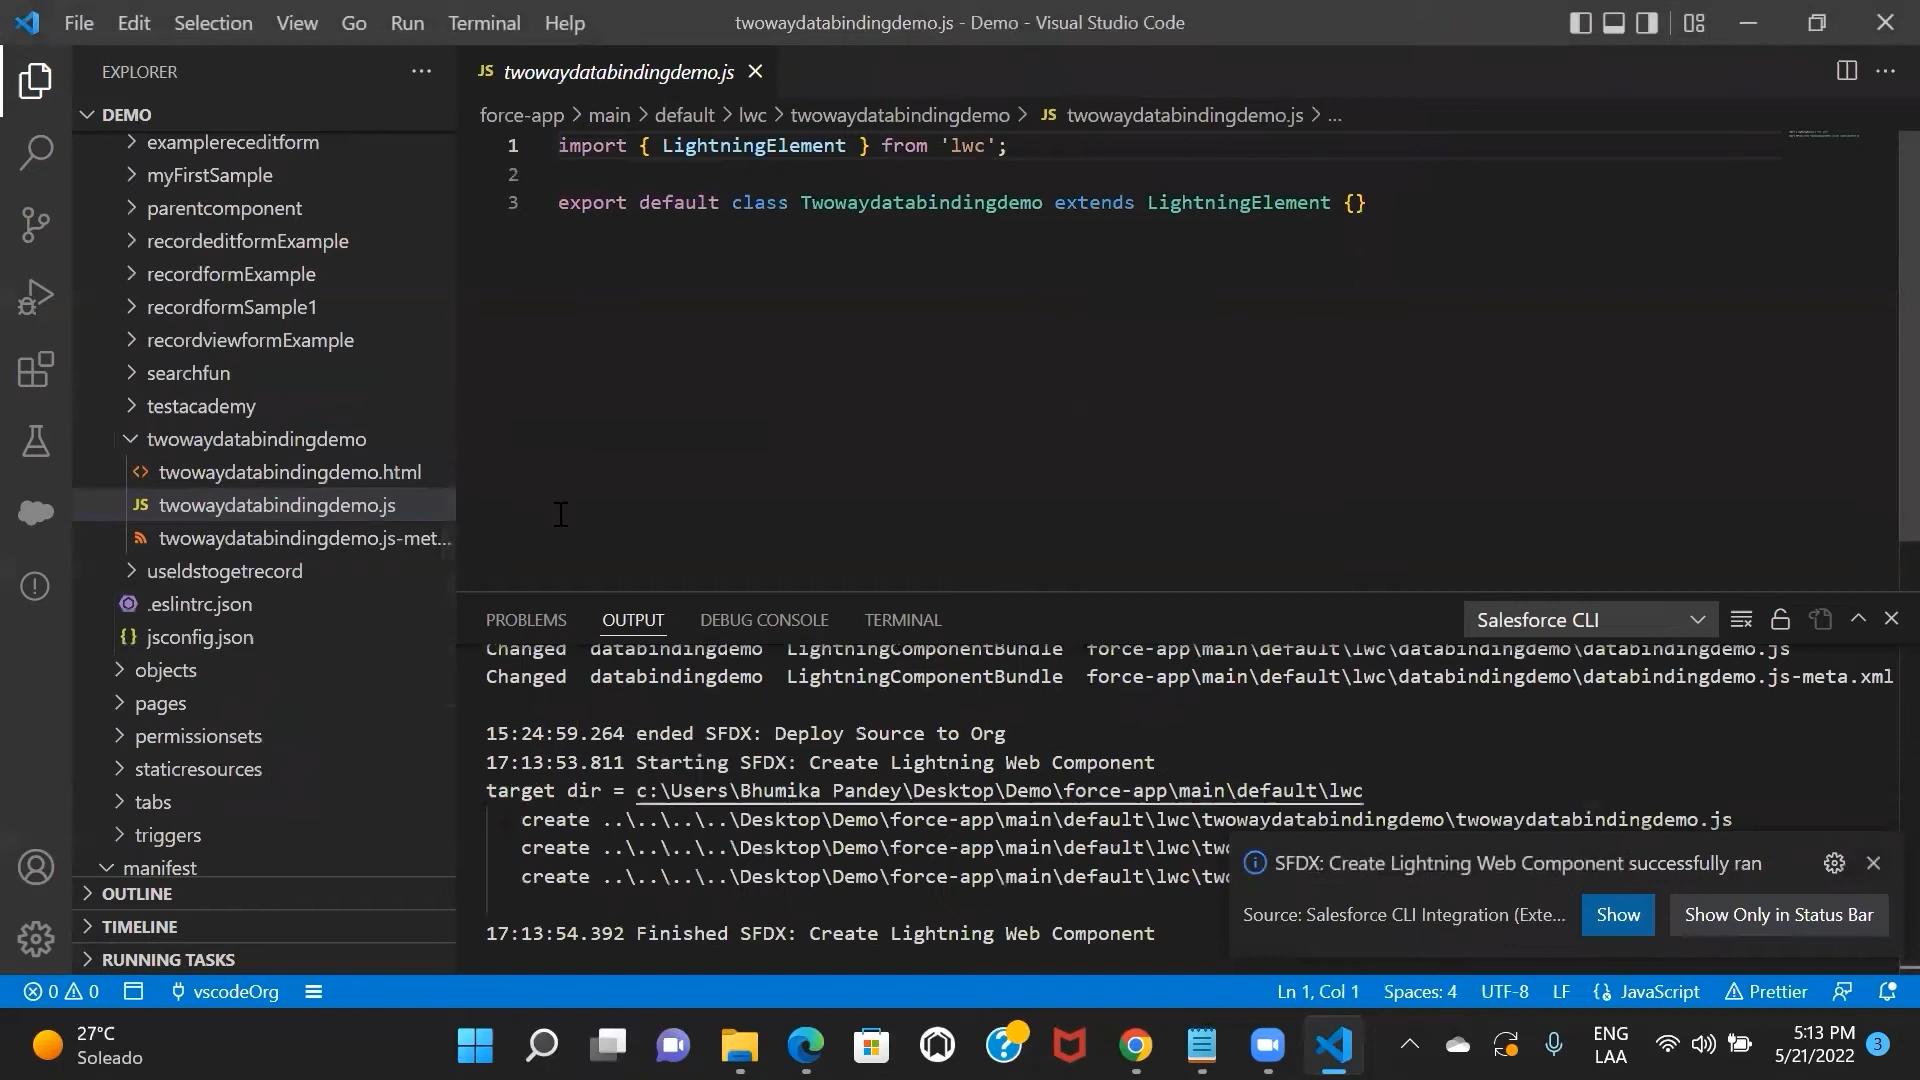 File Edit Selection View Go Run Terminal Help
twowaydatabindingdemo.js - Demo - Visual Studio Code
EXPLORER
DEMO
examplereceditform
myFirstSample
parentcomponent
recordeditformExample
recordformExample
recordformSample1
recordviewformExample
searchfun
testacademy
twowaydatabindingdemo
<> twowaydatabindingdemo.html
JS twowaydatabindingdemo.js
twowaydatabindingdemo.js-met...
useldstogetrecord
.eslintrc.json
{} jsconfig.json
objects
pages
permissionsets
staticresources
tabs
triggers
manifest
OUTLINE
TIMELINE
RUNNING TASKS
JS twowaydatabindingdemo.js
force-app > main > default > lwc > twowaydatabindingdemo > JS twowaydatabindingdemo.js > ...
1 import { LightningElement } from 'lwc';
2
3 export default class Twowaydatabindingdemo extends LightningElement {}
PROBLEMS OUTPUT DEBUG CONSOLE TERMINAL
Salesforce CLI
Changed databindingdemo LightningComponentBundle force-app\main\default\lwc\databindingdemo\databindingdemo.js
Changed databindingdemo LightningComponentBundle force-app\main\default\lwc\databindingdemo\databindingdemo.js-meta.xml
15:24:59.264 ended SFDX: Deploy Source to Org
17:13:53.811 Starting SFDX: Create Lightning Web Component
target dir = c:\Users\Bhumika Pandey\Desktop\Demo\force-app\main\default\lwc
create ..\..\..\..\Desktop\Demo\force-app\main\default\lwc\twowaydatabindingdemo\twowaydatabindingdemo.js
create ..\..\..\..\Desktop\Demo\force-app\main\default\lwc\twc
create ..\..\..\..\Desktop\Demo\force-app\main\default\lwc\twc
17:13:54.392 Finished SFDX: Create Lightning Web Component
SFDX: Create Lightning Web Component successfully ran
Source: Salesforce CLI Integration (Exte...
Show
Show Only in Status Bar
0 0
vscodeOrg
Ln 1, Col 1 Spaces: 4 UTF-8 LF JavaScript Prettier
27°C
Soleado
ENG
LAA
5:13 PM
5/21/2022
3